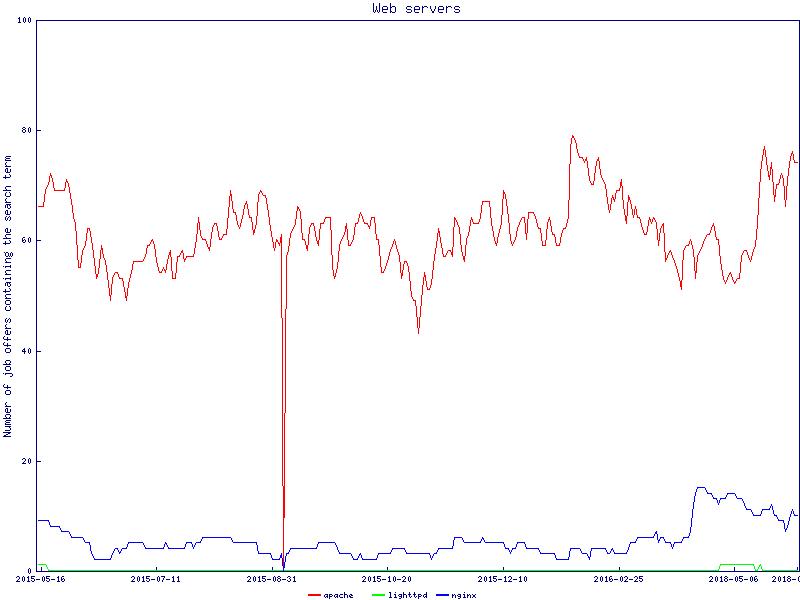 Web servers
100
80
60
40
20
0
Number of job offers containing the search term
2015-05-16 2015-07-11 2015-08-31 2015-10-20 2015-12-10 2016-02-25 2018-05-06 2018-0
apache lighttpd nginx